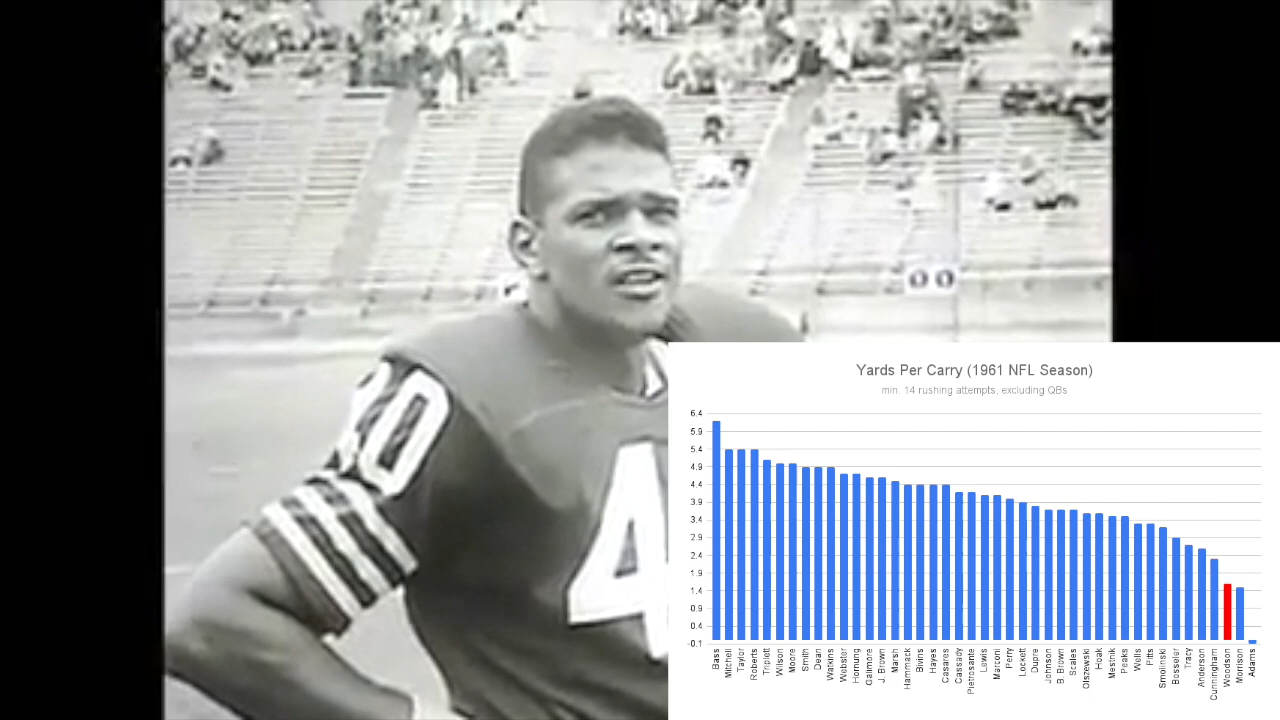 00
4
Yards Per Carry (1961 NFL Season)
min. 14 rushing attempts, excluding QBs
6.4
5.9
5.4
4.9
4.4
3.9
3.4
2.9
2.4
1.9
1.4
0.9
0.4
-0.1
Bass
Mitchell
Taylor
Roberts
Triplett
Wilson
Moore
Smith
Dean
Watkins
Webster
Hornung
Galimore
J. Brown
Marsh
Hammack
Bivins
Hayes
Casares
Cassady
Pietrosante
Lewis
Marconi
Perry
Lockett
Dupre
Johnson
B. Brown
Scales
Olszewski
Hoak
Mestnik
Peaks
Wells
Pitts
Smolinski
Bosseler
Tracy
Anderson
Cunningham
Woodson
Morrison
Adams